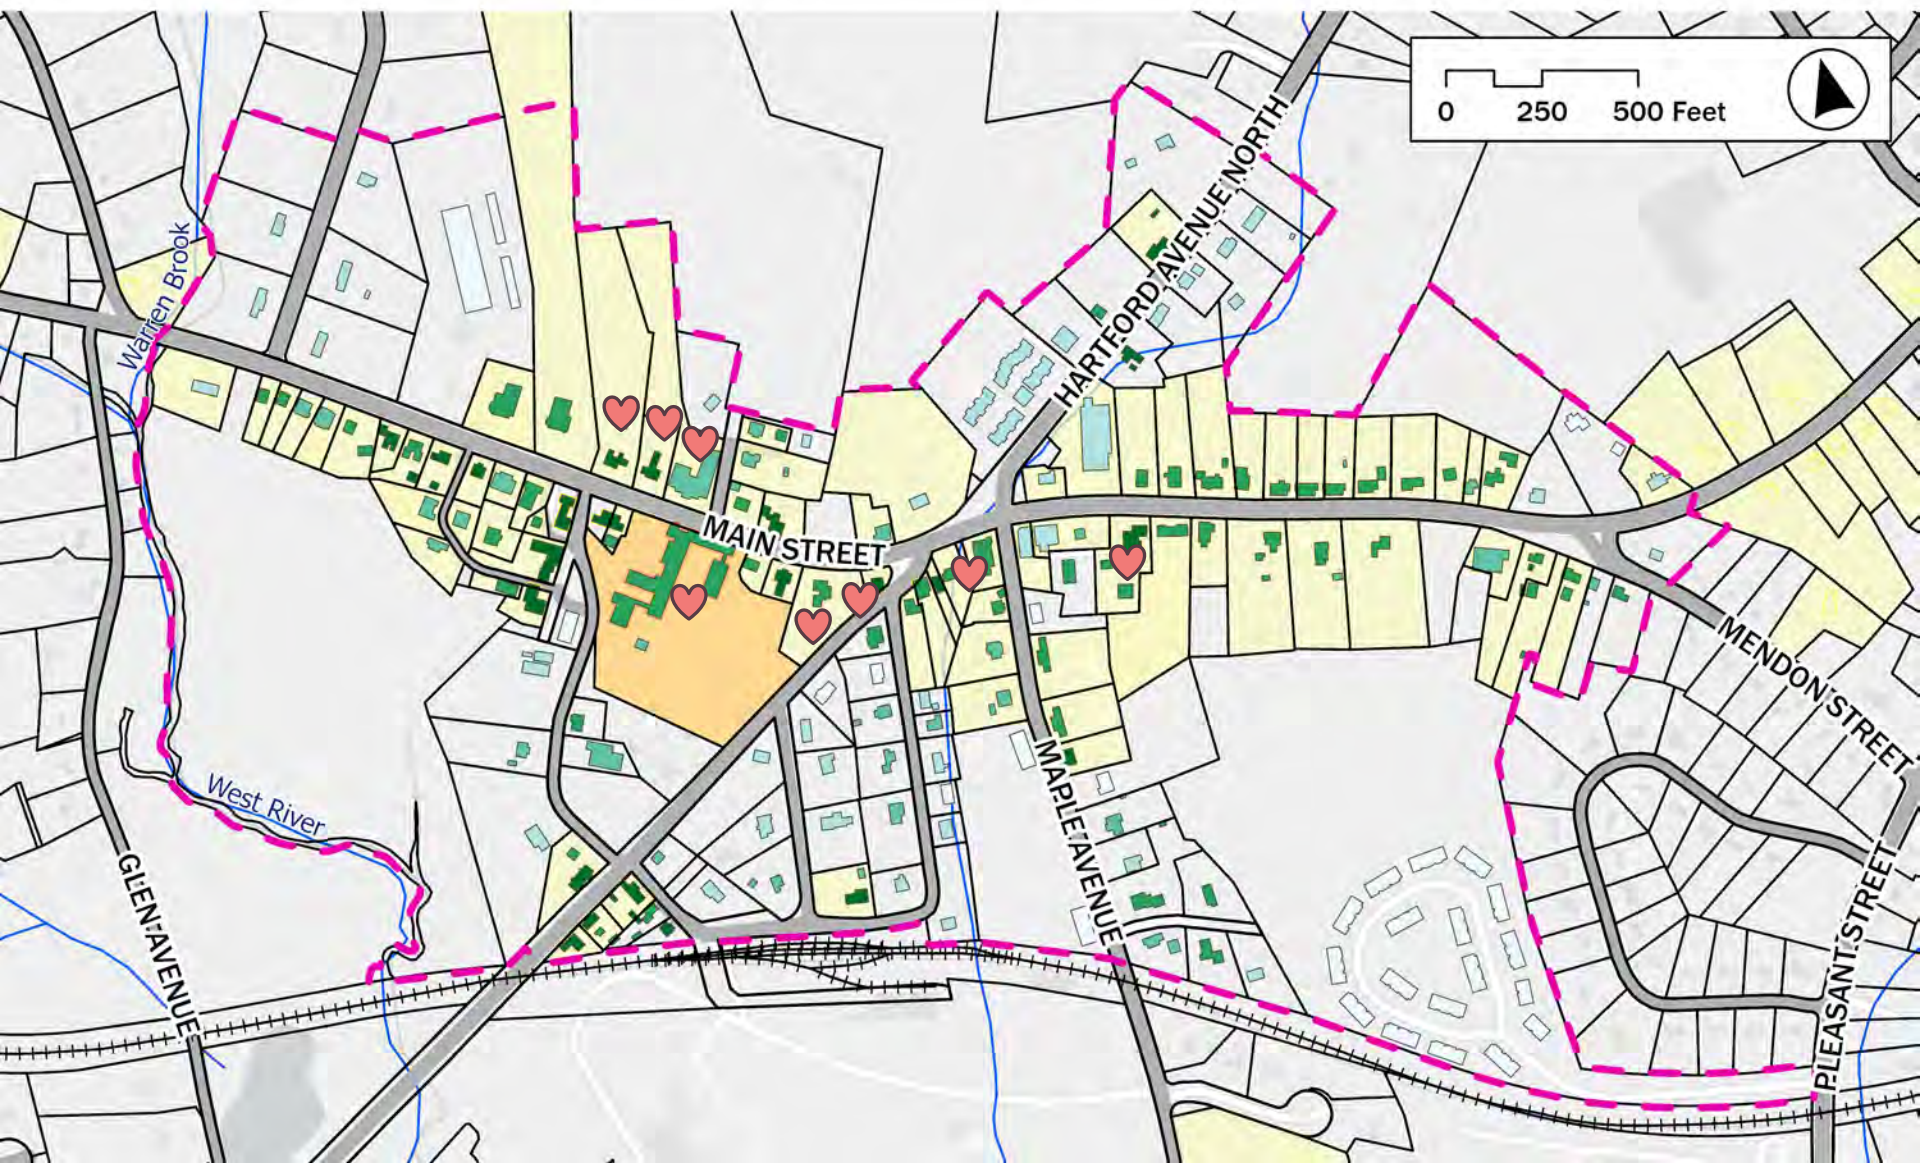 0 250 500 Feet
HARTFORD AVENUE NORTH
Warren Brook
MAIN STREET
MENDON STREET
West River
MAPLE AVENUE
GLEN AVENUE
PLEASANT STREET